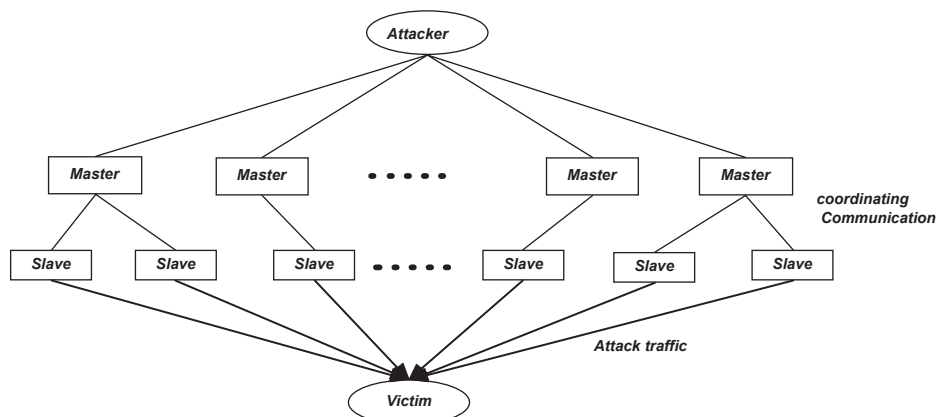 Attacker
Master
Master
Master
Master
coordinating
Communication
Slave
Slave
Slave
Slave
Slave
Slave
Attack traffic
Victim